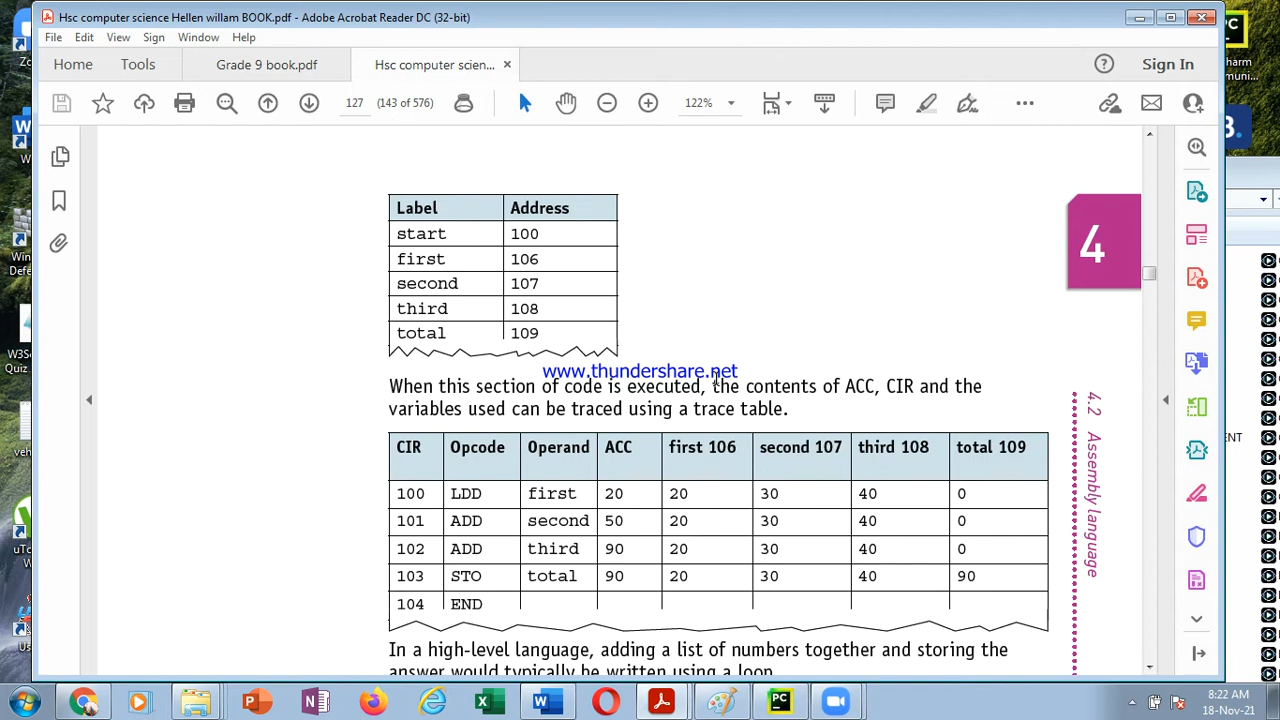 Hsc computer science Hellen willam BOOK.pdf - Adobe Acrobat Reader DC (32-bit)
File Edit View Sign Window Help
Home Tools Grade 9 book.pdf Hsc computer scien... × Sign In
127 (143 of 576) 122%
Label Address
start 100
first 106
second 107
third 108
total 109
www.thundershare.net
When this section of code is executed, the contents of ACC, CIR and the
variables used can be traced using a trace table.
CIR Opcode Operand ACC first 106 second 107 third 108 total 109
100 LDD first 20 20 30 40 0
101 ADD second 50 20 30 40 0
102 ADD third 90 20 30 40 0
103 STO total 90 20 30 40 90
104 END
In a high-level language, adding a list of numbers together and storing the
answer would typically be written using a loop
4
4.2 Assembly language
8:22 AM
18-Nov-21